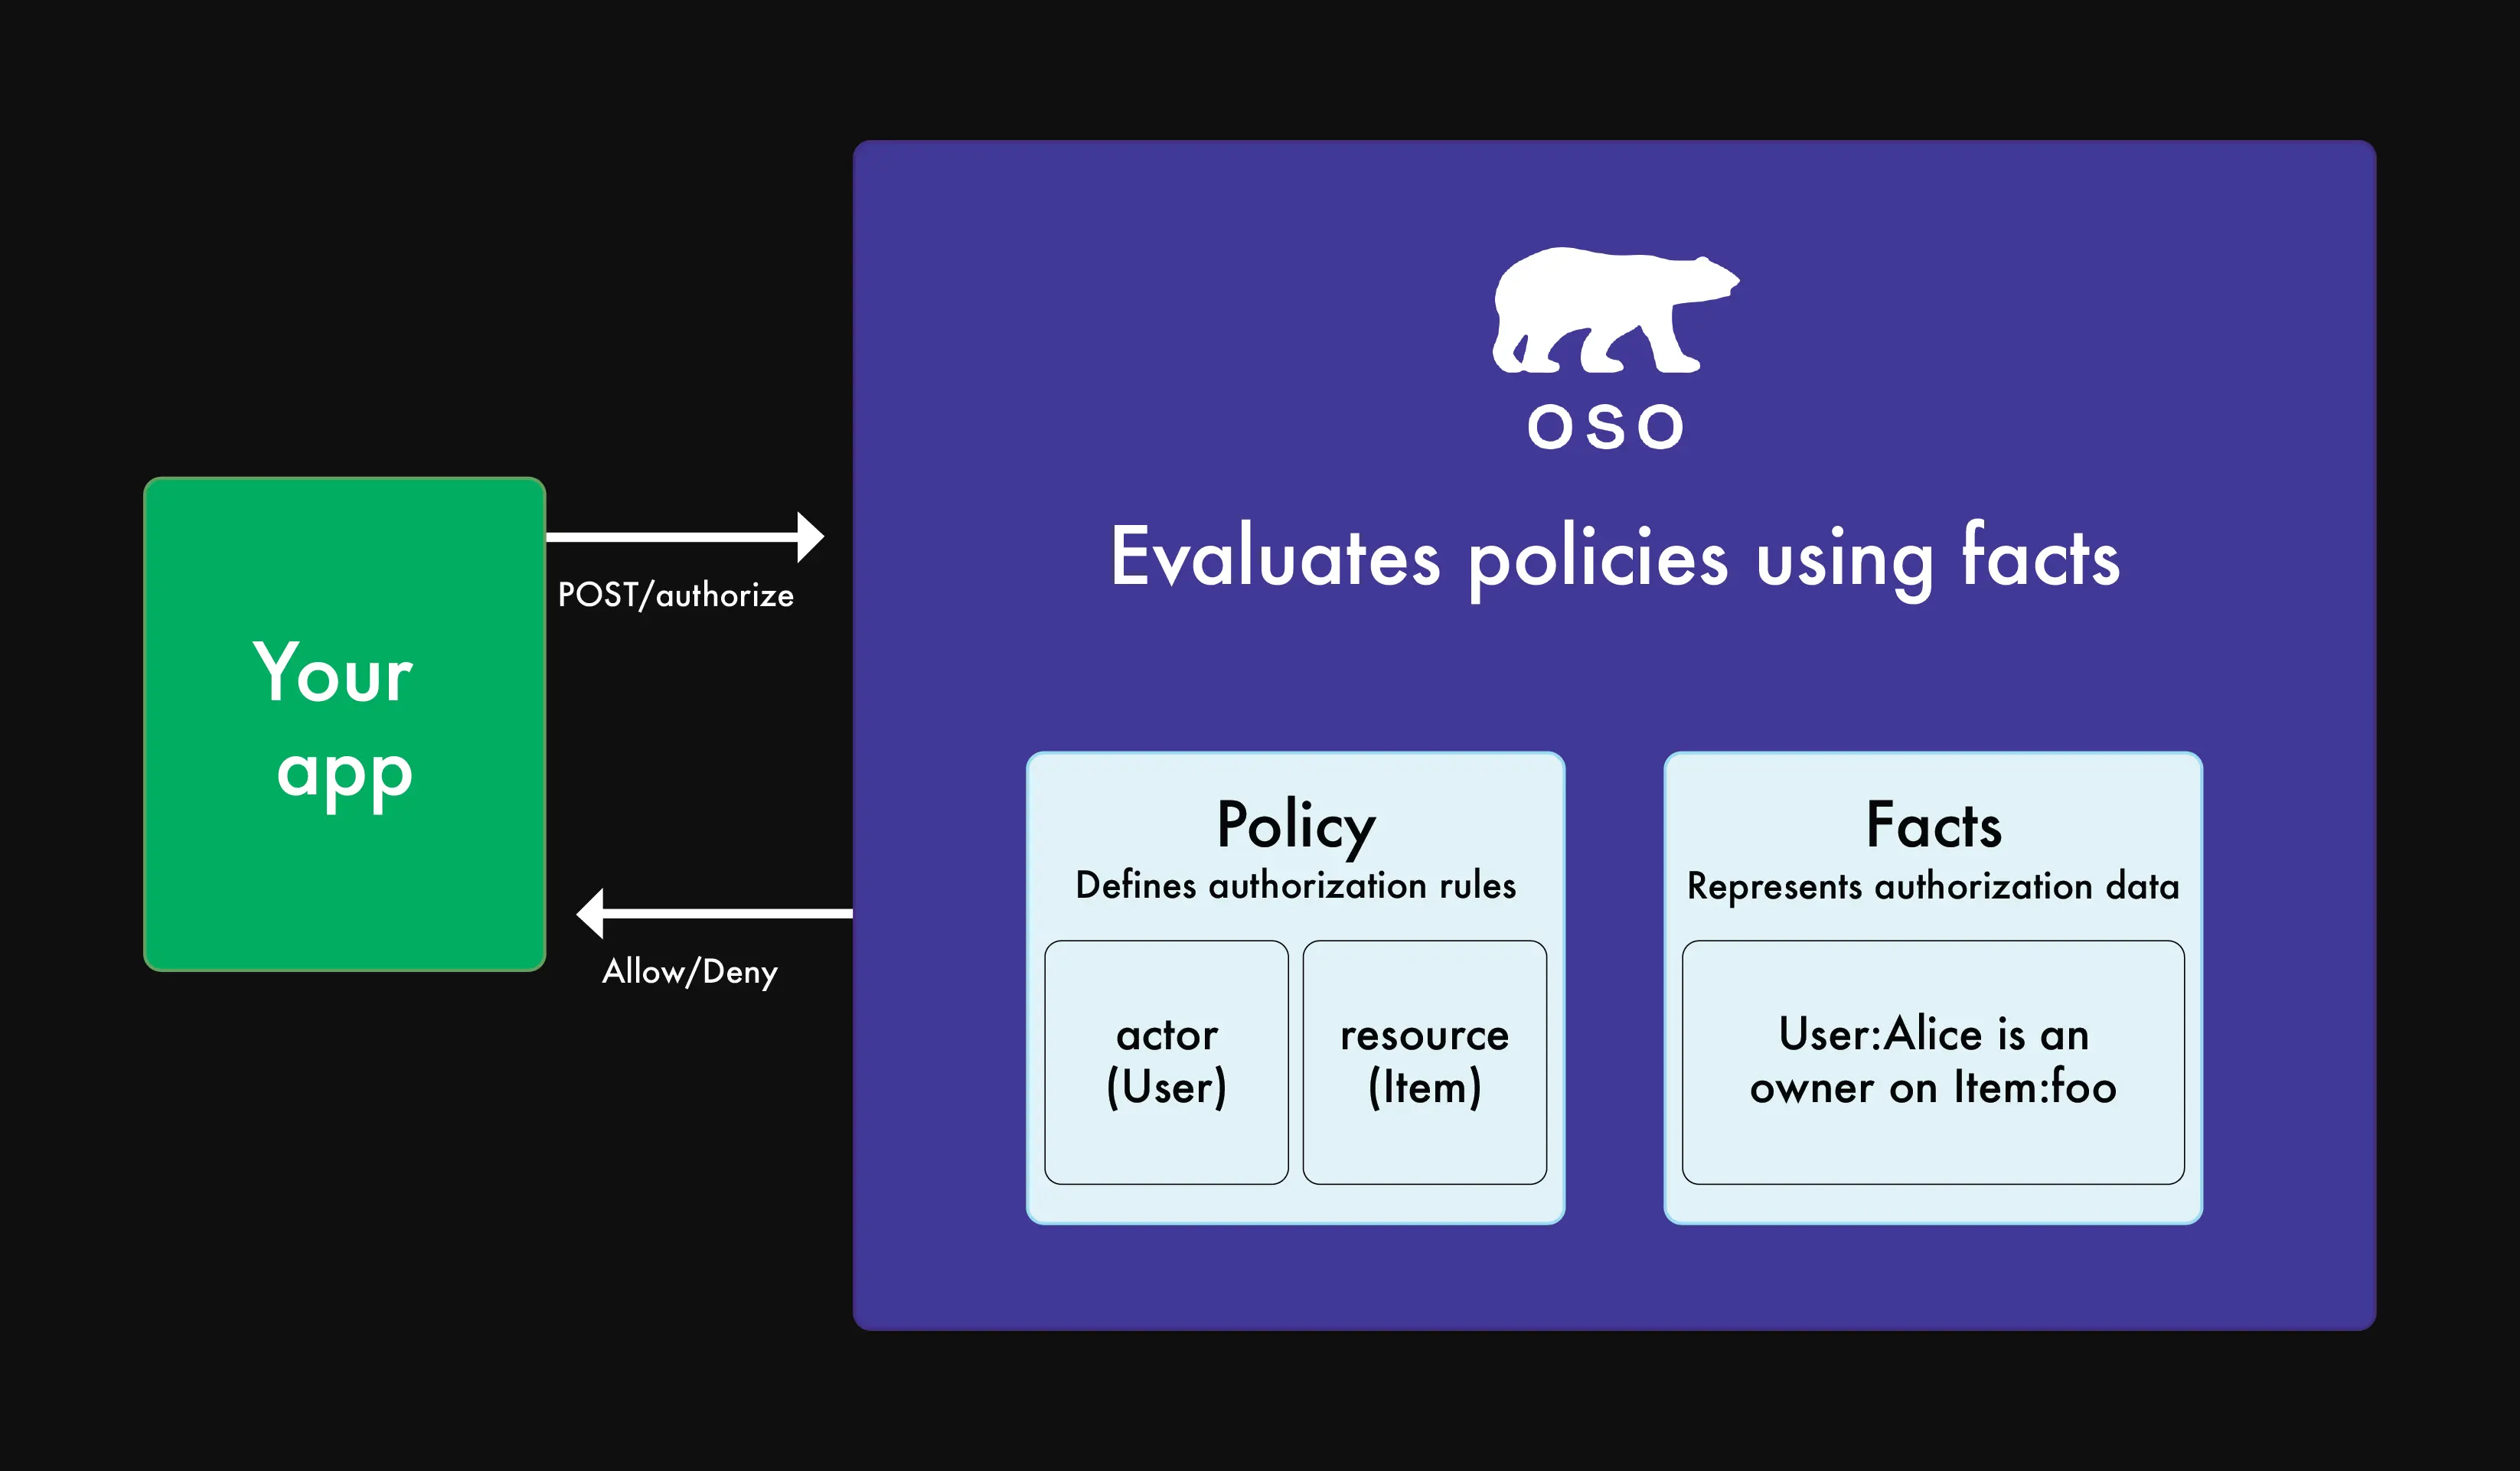 OSO
Evaluates policies using facts
Your
app
POST/authorize
Allow/Deny
Policy
Defines authorization rules
actor
(User)
resource
(Item)
Facts
Represents authorization data
User:Alice is an
owner on Item:foo